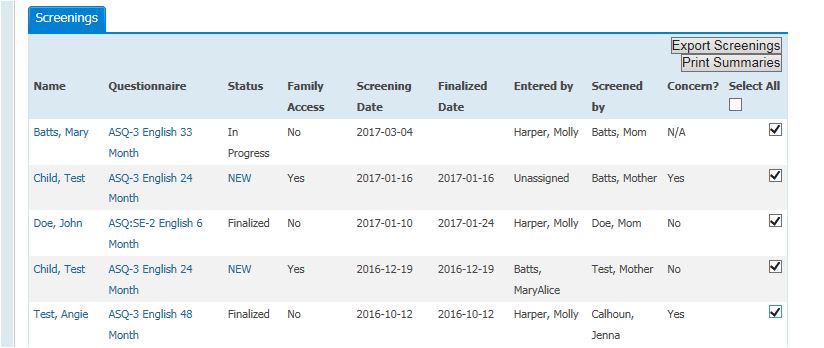 Screenings
Export Screenings
Print Summaries
Name Questionnaire Status Family Access Screening Date Finalized Date Entered by Screened by Concern? Select All
Batts, Mary ASQ-3 English 33 Month In Progress No 2017-03-04 Harper, Molly Batts, Mom N/A
Child, Test ASQ-3 English 24 Month NEW Yes 2017-01-16 2017-01-16 Unassigned Batts, Mother Yes
Doe, John ASQ:SE-2 English 6 Month Finalized No 2017-01-10 2017-01-24 Harper, Molly Doe, Mom No
Child, Test ASQ-3 English 24 Month NEW Yes 2016-12-19 2016-12-19 Batts, MaryAlice Test, Mother No
Test, Angie ASQ-3 English 48 Month Finalized No 2016-10-12 2016-10-12 Harper, Molly Calhoun, Jenna Yes